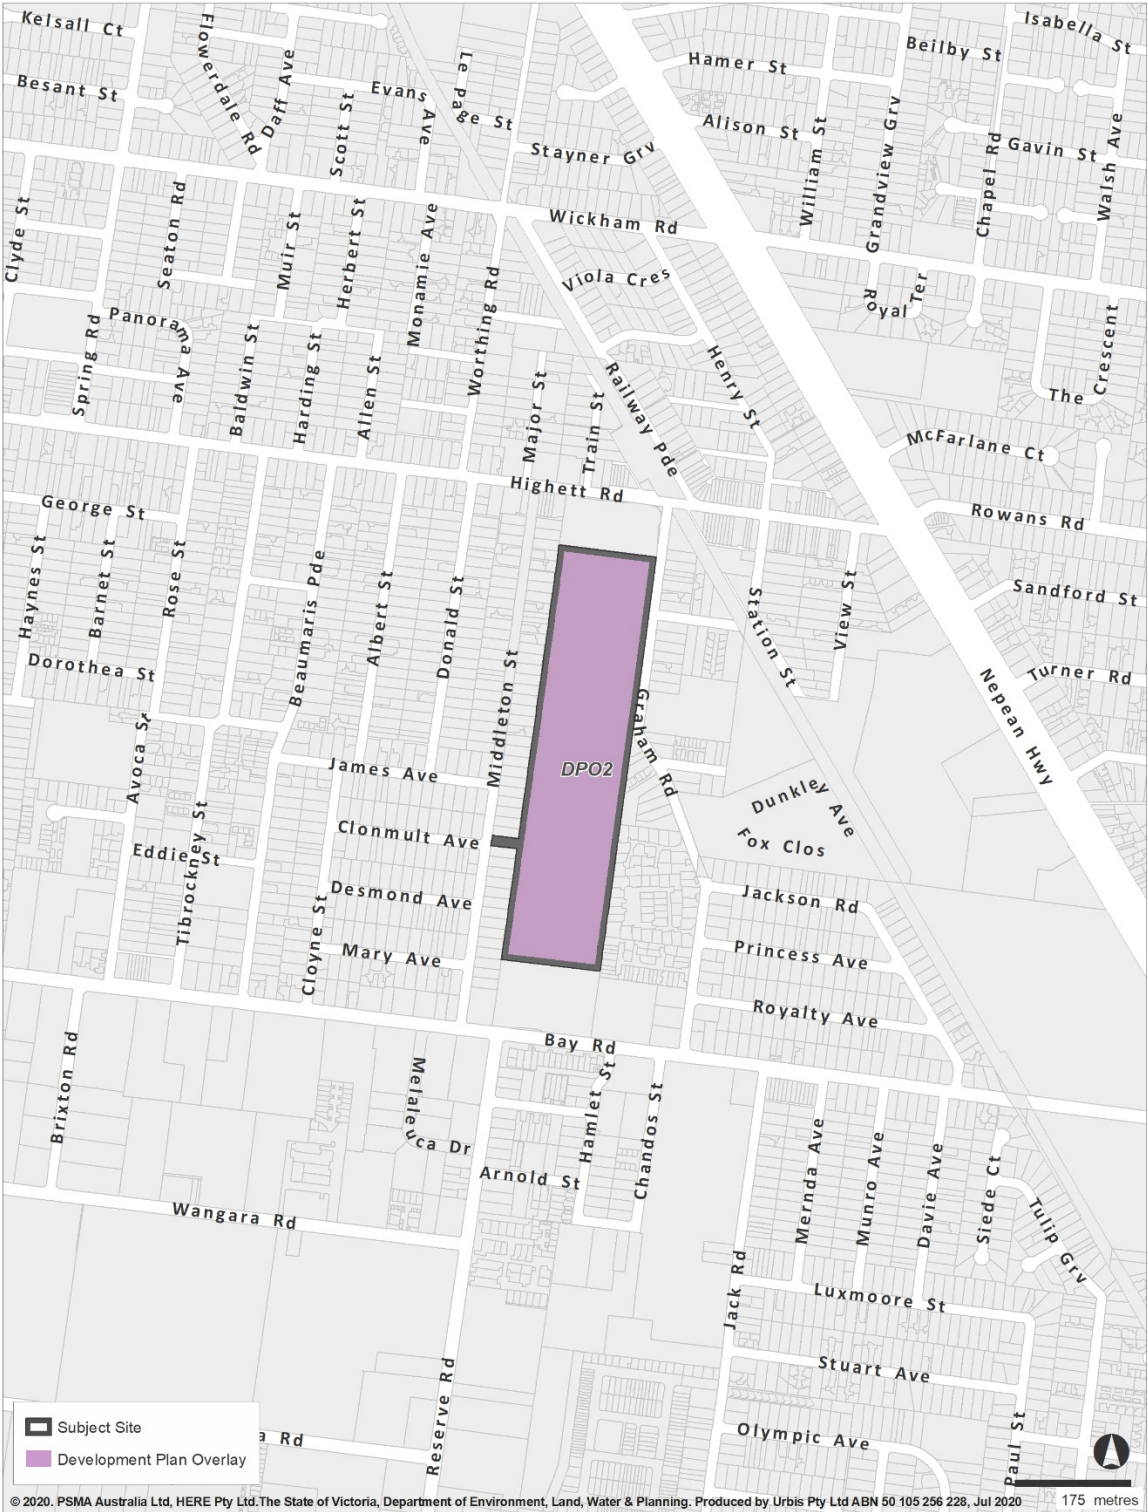 Kelsall Ct
Flowerdale Rd
Daff Ave
Le Page St
Isabella St
Beilby St
Hamer St
Besant St
Evans Ave
Scott St
Alison St
William St
Grandview Grv
Chapel Rd
Gavin St
Walsh Ave
Stayner Grv
Clyde St
Seaton Rd
Muir St
Herbert St
Monamie Ave
Wickham Rd
Viola Cres
Worthing Rd
Royal Ter
Panorama Ave
Spring Rd
Baldwin St
Harding St
Allen St
Major St
Train St
Railway Pde
Henry St
The Crescent
McFarlane Ct
Highett Rd
Rowans Rd
George St
Haynes St
Barnet St
Rose St
Beaumaris Pde
Albert St
Donald St
Middleton St
Station St
View St
Sandford St
Turner Rd
Nepean Hwy
Dorothea St
Avoca St
Graham Rd
DPO2
James Ave
Dunkley Ave
Fox Clos
Clonmult Ave
Eddie St
Tibrockney St
Desmond Ave
Jackson Rd
Cloyne St
Mary Ave
Princess Ave
Royalty Ave
Bay Rd
Brixton Rd
Melaleuca Dr
Hamlet St
Chandos St
Arnold St
Mernda Ave
Munro Ave
Davie Ave
Siede Ct
Tulip Grv
Wangara Rd
Jack Rd
Luxmoore St
Reserve Rd
Stuart Ave
Olympic Ave
Paul St
a Rd
Subject Site
Development Plan Overlay
175 metres
© 2020. PSMA Australia Ltd, HERE Pty Ltd.The State of Victoria, Department of Environment, Land, Water & Planning. Produced by Urbis Pty Ltd ABN 50 105 256 228, Jul 2020